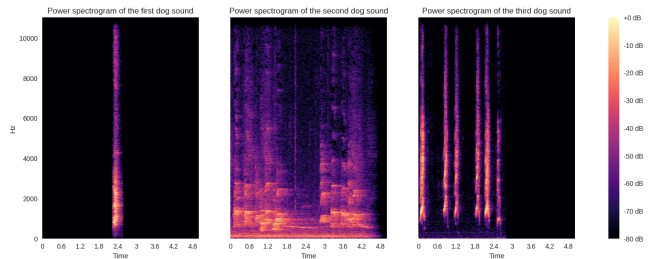 Power spectrogram of the first dog sound
Power spectrogram of the second dog sound
Power spectrogram of the third dog sound
Hz
10000
8000
6000
4000
2000
0
0 0.6 1.2 1.8 2.4 3 3.6 4.2 4.8
0 0.6 1.2 1.8 2.4 3 3.6 4.2 4.8
0 0.6 1.2 1.8 2.4 3 3.6 4.2 4.8
Time
Time
Time
+0 dB
-10 dB
-20 dB
-30 dB
-40 dB
-50 dB
-60 dB
-70 dB
-80 dB